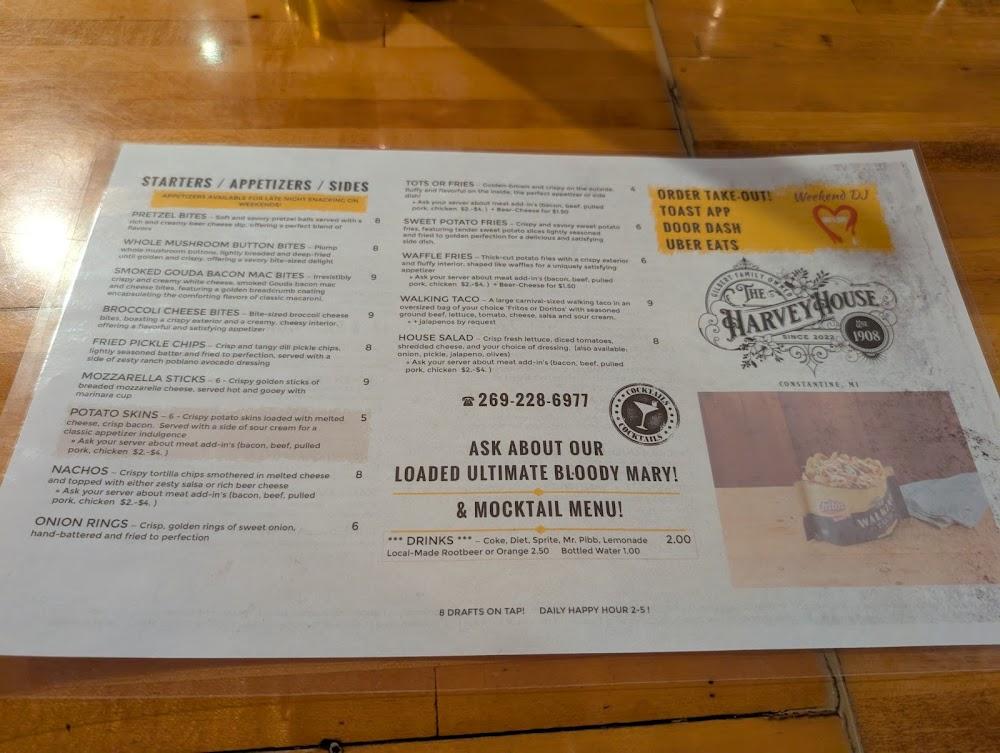 STARTERS / APPETIZERS / SIDES
APPETIZERS AVAILABLE FOR LATE NIGHT SNACKING ON
WEEKENDS!
PRETZEL BITES - Soft and savory pretzel balls served with a 8
rich and creamy beer cheese dip, offering a perfect blend of
flavors
WHOLE MUSHROOM BUTTON BITES - Plump 8
whole mushroom buttons, lightly breaded and deep-fried
until golden and crispy, offering a savory bite-sized delight
SMOKED GOUDA BACON MAC BITES - Irresistibly 9
crispy and creamy white cheese, smoked Gouda bacon mac
and cheese bites, featuring a golden breadcrumb coating
encapsulating the comforting flavors of classic macaroni.
BROCCOLI CHEESE BITES - Bite-sized broccoli cheese 9
bites, boasting a crispy exterior and a creamy, cheesy interior,
offering a flavorful and satisfying appetizer
FRIED PICKLE CHIPS - Crisp and tangy dill pickle chips, 8
lightly seasoned batter and fried to perfection, served with a
side of zesty ranch poblano avocado dressing
MOZZARELLA STICKS - 6 - Crispy golden sticks of 9
breaded mozzarella cheese, served hot and gooey with
marinara cup
POTATO SKINS - 6 - Crispy potato skins loaded with melted 5
cheese, crisp bacon. Served with a side of sour cream for a
classic appetizer indulgence
» Ask your server about meat add-in's (bacon, beef, pulled
pork, chicken $2.-$4. )
NACHOS - Crispy tortilla chips smothered in melted cheese 8
and topped with either zesty salsa or rich beer cheese
» Ask your server about meat add-in's (bacon, beef, pulled
pork, chicken $2.-$4. )
ONION RINGS - Crisp, golden rings of sweet onion, 6
hand-battered and fried to perfection
TOTS OR FRIES - Golden-brown and crispy on the outside, 4
fluffy and flavorful on the inside, the perfect appetizer or side
dish!
» Ask your server about meat add-in's (bacon, beef, pulled
pork, chicken $2.-$4. ) + Beer-Cheese for $1.50
SWEET POTATO FRIES - Crispy and savory sweet potato 6
fries, featuring tender sweet potato slices lightly seasoned
and fried to golden perfection for a delicious and satisfying
side dish.
WAFFLE FRIES - Thick-cut potato fries with a crispy exterior 6
and fluffy interior, shaped like waffles for a uniquely satisfying
appetizer
» Ask your server about meat add-in's (bacon, beef, pulled
pork, chicken $2.-$4. ) + Beer-Cheese for $1.50
WALKING TACO - A large carnival-sized walking taco in an 9
oversized bag of your choice 'Fritos or Doritos' with seasoned
ground beef, lettuce, tomato, cheese, salsa and sour cream.
» + jalapenos by request
HOUSE SALAD - Crisp fresh lettuce, diced tomatoes, 8
shredded cheese, and your choice of dressing. (also available:
onion, pickle, jalapeno, olives)
» Ask your server about meat add-in's (bacon, beef, pulled
pork, chicken $2.-$4. )
☎ 269-228-6977
COCKTAILS
COCKTAILS
ASK ABOUT OUR
LOADED ULTIMATE BLOODY MARY!
& MOCKTAIL MENU!
*** DRINKS *** - Coke, Diet, Sprite, Mr. Pibb, Lemonade 2.00
Local-Made Rootbeer or Orange 2.50 Bottled Water 1.00
8 DRAFTS ON TAP! DAILY HAPPY HOUR 2-5!
ORDER TAKE-OUT!
TOAST APP
DOOR DASH
UBER EATS
Weekend DJ
GILBERT FAMILY OWNED
THE
HARVEY HOUSE
SINCE 2022
EST.
1908
CONSTANTINE, MI
WALKING